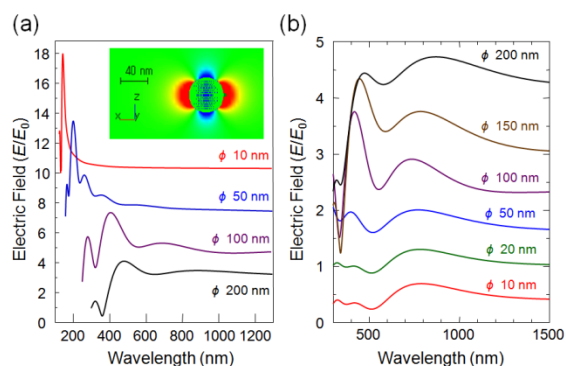 (a)
Electric Field (E/E0)
18
16
14
12
10
8
6
4
2
0
40 nm
z
x
y
ϕ 10 nm
ϕ 50 nm
ϕ 100 nm
ϕ 200 nm
200 400 600 800 1000 1200
Wavelength (nm)
(b)
Electric Field (E/E0)
5
4
3
2
1
0
ϕ 200 nm
ϕ 150 nm
ϕ 100 nm
ϕ 50 nm
ϕ 20 nm
ϕ 10 nm
500 1000 1500
Wavelength (nm)